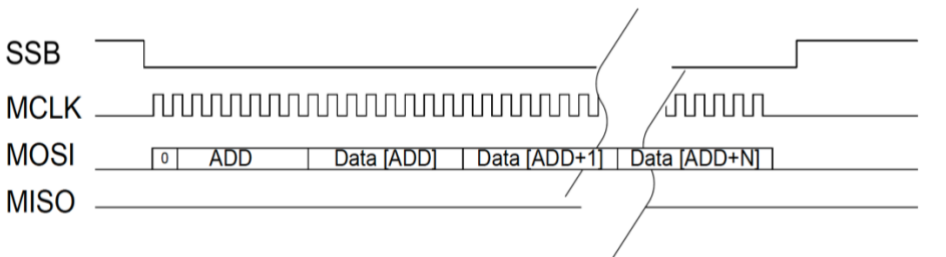 SSB
MCLK
MOSI 0 ADD Data [ADD] Data [ADD+1] Data [ADD+N]
MISO